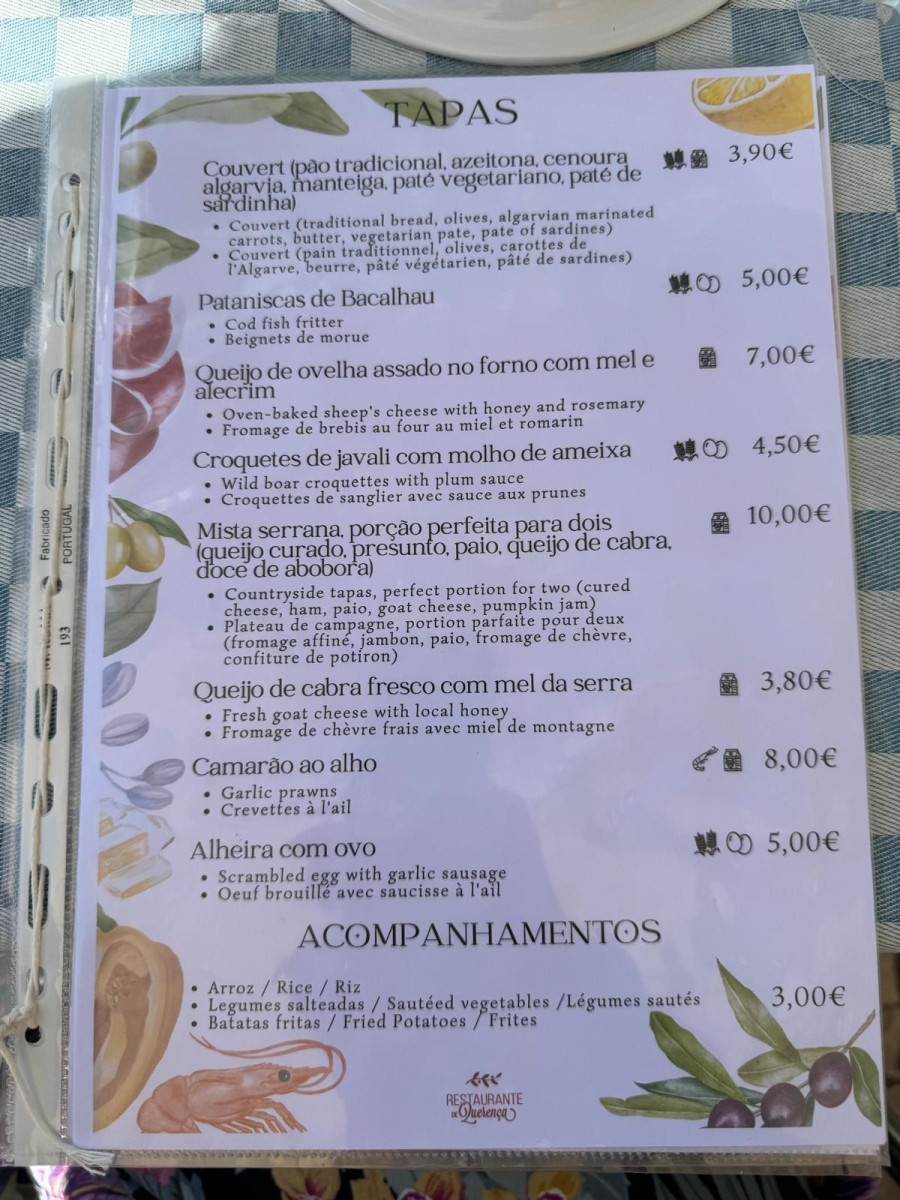 TAPAS
Couvert (pão tradicional, azeitona, cenoura 3,90€
algarvia, manteiga, paté vegetariano, paté de
sardinha)
• Couvert (traditional bread, olives, algarvian marinated
carrots, butter, vegetarian pate, pate of sardines)
• Couvert (pain traditionnel, olives, carottes de
l'Algarve, beurre, pâté végétarien, pâté de sardines)
Pataniscas de Bacalhau 5,00€
• Cod fish fritter
• Beignets de morue
Queijo de ovelha assado no forno com mel e 7,00€
alecrim
• Oven-baked sheep's cheese with honey and rosemary
• Fromage de brebis au four au miel et romarin
Croquetes de javali com molho de ameixa 4,50€
• Wild boar croquettes with plum sauce
• Croquettes de sanglier avec sauce aux prunes
Mista serrana, porção perfeita para dois 10,00€
(queijo curado, presunto, paio, queijo de cabra,
doce de abobora)
• Countryside tapas, perfect portion for two (cured
cheese, ham, paio, goat cheese, pumpkin jam)
• Plateau de campagne, portion parfaite pour deux
(fromage affiné, jambon, paio, fromage de chèvre,
confiture de potiron)
Queijo de cabra fresco com mel da serra 3,80€
• Fresh goat cheese with local honey
• Fromage de chèvre frais avec miel de montagne
Camarão ao alho 8,00€
• Garlic prawns
• Crevettes à l'ail
Alheira com ovo 5,00€
• Scrambled egg with garlic sausage
• Oeuf brouillé avec saucisse à l'ail
ACOMPANHAMENTOS
• Arroz / Rice / Riz
• Legumes salteadas / Sautéed vegetables /Légumes sautés 3,00€
• Batatas fritas / Fried Potatoes / Frites
RESTAURANTE
DE Querença
Fabricado
PORTUGAL
193